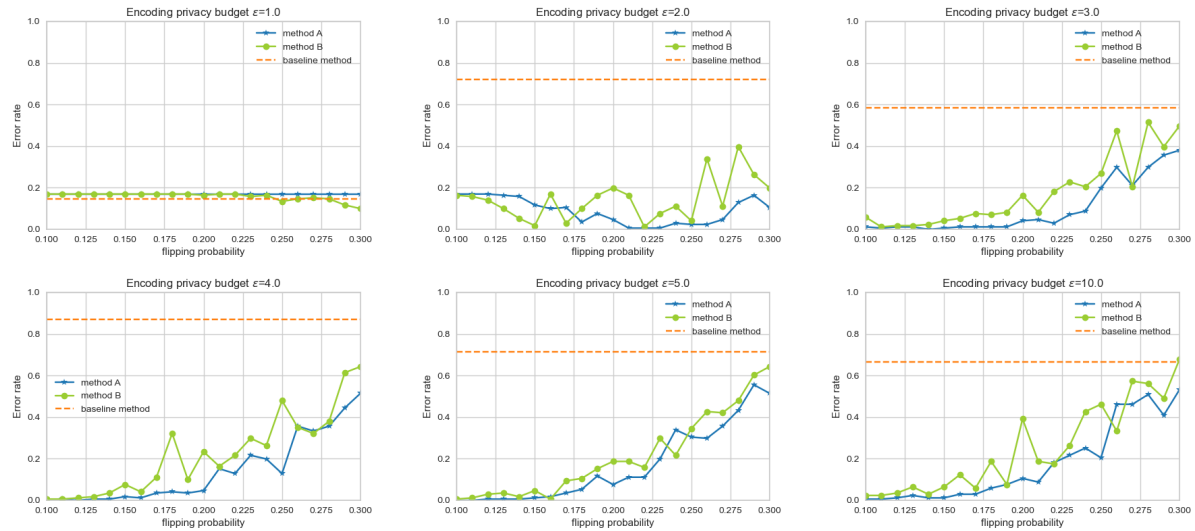 Encoding privacy budget ε=1.0
1.0
0.8
0.6
0.4
0.2
0.0
Error rate
method A
method B
baseline method
0.100 0.125 0.150 0.175 0.200 0.225 0.250 0.275 0.300
flipping probability
Encoding privacy budget ε=2.0
1.0
0.8
0.6
0.4
0.2
0.0
Error rate
method A
method B
baseline method
0.100 0.125 0.150 0.175 0.200 0.225 0.250 0.275 0.300
flipping probability
Encoding privacy budget ε=3.0
1.0
0.8
0.6
0.4
0.2
0.0
Error rate
method A
method B
baseline method
0.100 0.125 0.150 0.175 0.200 0.225 0.250 0.275 0.300
flipping probability
Encoding privacy budget ε=4.0
1.0
0.8
0.6
0.4
0.2
0.0
Error rate
method A
method B
baseline method
0.100 0.125 0.150 0.175 0.200 0.225 0.250 0.275 0.300
flipping probability
Encoding privacy budget ε=5.0
1.0
0.8
0.6
0.4
0.2
0.0
Error rate
method A
method B
baseline method
0.100 0.125 0.150 0.175 0.200 0.225 0.250 0.275 0.300
flipping probability
Encoding privacy budget ε=10.0
1.0
0.8
0.6
0.4
0.2
0.0
Error rate
method A
method B
baseline method
0.100 0.125 0.150 0.175 0.200 0.225 0.250 0.275 0.300
flipping probability